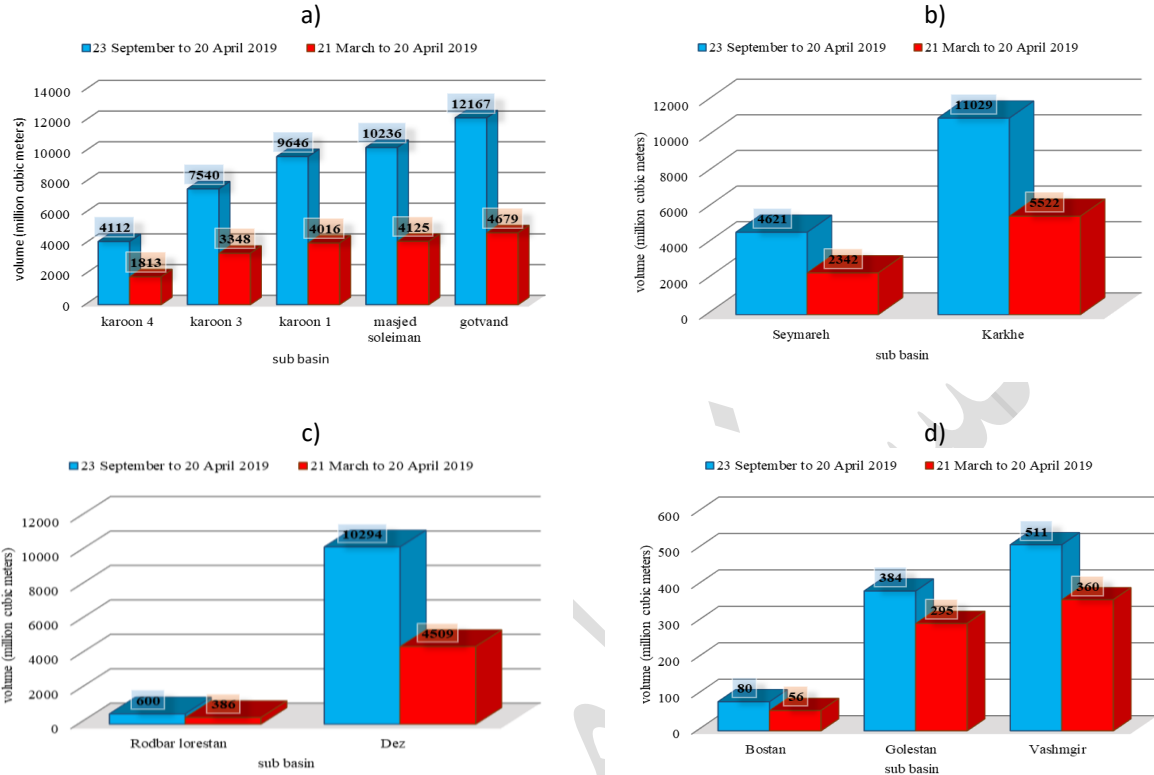 a)
23 September to 20 April 2019 21 March to 20 April 2019
volume (million cubic meters)
14000
12000
10000
8000
6000
4000
2000
0
4112 1813 7540 3348 9646 4016 10236 4125 12167 4679
karoon 4 karoon 3 karoon 1 masjed soleiman gotvand
sub basin
b)
23 September to 20 April 2019 21 March to 20 April 2019
volume (million cubic meters)
12000
10000
8000
6000
4000
2000
0
4621 2342 11029 5522
Seymareh Karkhe
sub basin
c)
23 September to 20 April 2019 21 March to 20 April 2019
volume (million cubic meters)
12000
10000
8000
6000
4000
2000
0
600 386 10294 4509
Rodbar lorestan Dez
sub basin
d)
23 September to 20 April 2019 21 March to 20 April 2019
volume (million cubic meters)
600
500
400
300
200
100
0
80 56 384 295 511 360
Bostan Golestan Vashmgir
sub basin